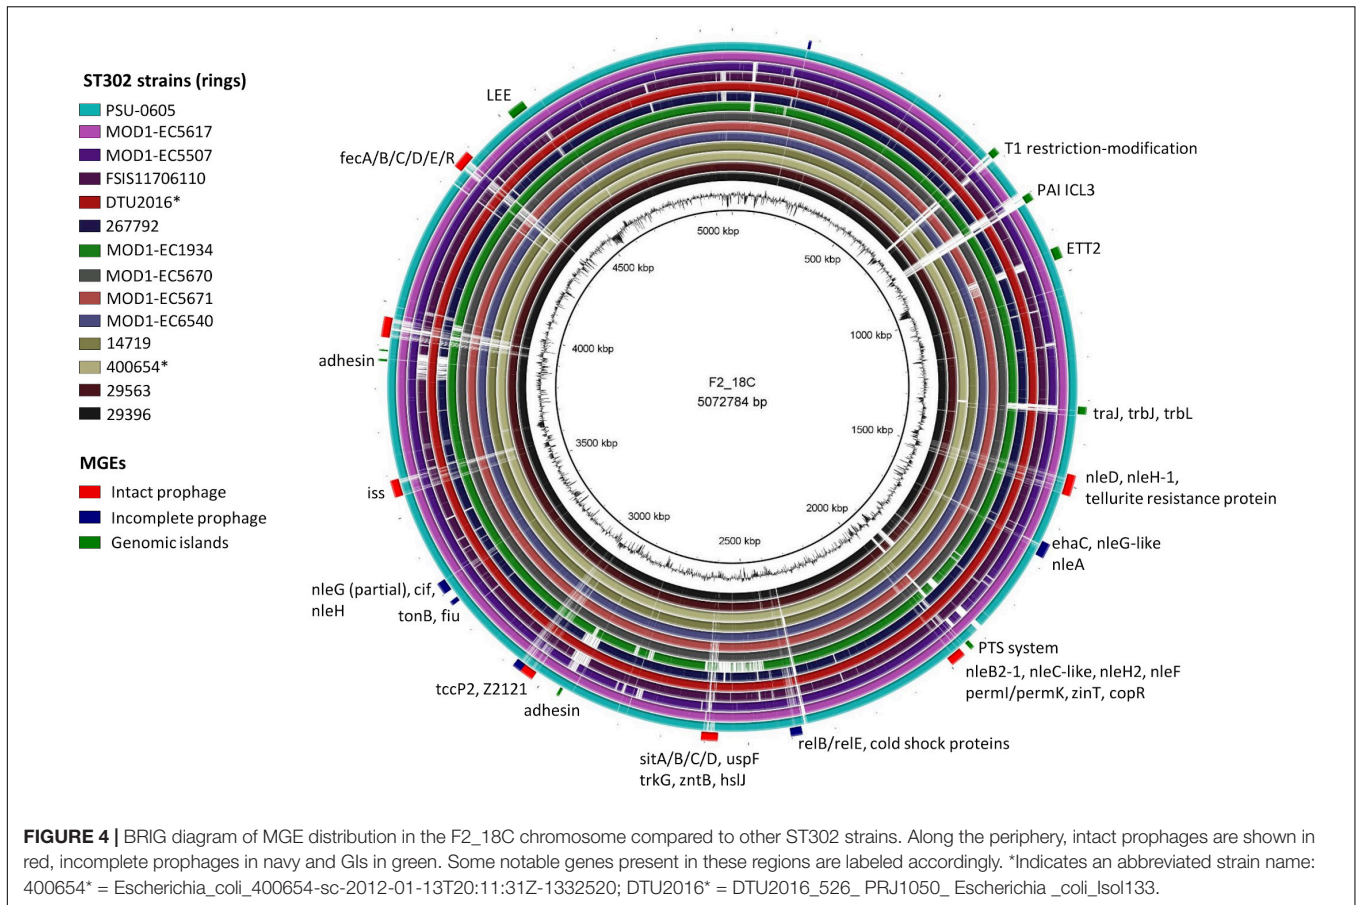 ST302 strains (rings)
PSU-0605
MOD1-EC5617
MOD1-EC5507
FSIS11706110
DTU2016*
267792
MOD1-EC1934
MOD1-EC5670
MOD1-EC5671
MOD1-EC6540
14719
400654*
29563
29396
MGEs
Intact prophage
Incomplete prophage
Genomic islands
LEE
fecA/B/C/D/E/R
adhesin
iss
nleG (partial), cif,
nleH
tonB, fiu
tccP2, Z2121
adhesin
sitA/B/C/D, uspF
trkG, zntB, hslJ
relB/relE, cold shock proteins
PTS system
nleB2-1, nleC-like, nleH2, nleF
permI/permK, zinT, copR
ehaC, nleG-like
nleA
nleD, nleH-1,
tellurite resistance protein
traJ, trbJ, trbL
ETT2
PAI ICL3
T1 restriction-modification
5000 kbp
500 kbp
1000 kbp
1500 kbp
2000 kbp
2500 kbp
3000 kbp
3500 kbp
4000 kbp
4500 kbp
F2_18C
5072784 bp
FIGURE 4 | BRIG diagram of MGE distribution in the F2_18C chromosome compared to other ST302 strains. Along the periphery, intact prophages are shown in
red, incomplete prophages in navy and GIs in green. Some notable genes present in these regions are labeled accordingly. *Indicates an abbreviated strain name:
400654* = Escherichia_coli_400654-sc-2012-01-13T20:11:31Z-1332520; DTU2016* = DTU2016_526_ PRJ1050_ Escherichia _coli_Isol133.